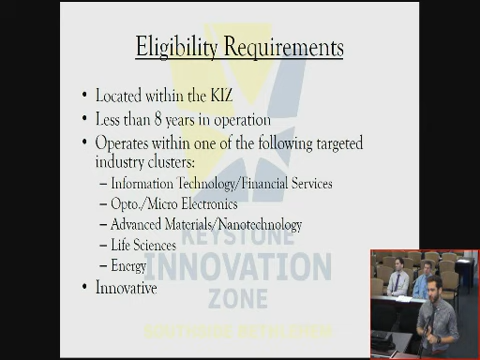 Eligibility Requirements
• Located within the KIZ
• Less than 8 years in operation
• Operates within one of the following targeted
industry clusters:
– Information Technology/Financial Services
– Opto./Micro Electronics
– Advanced Materials/Nanotechnology
– Life Sciences
– Energy
• Innovative
KEYSTONE
INNOVATION
ZONE
SOUTHSIDE BETHLEHEM